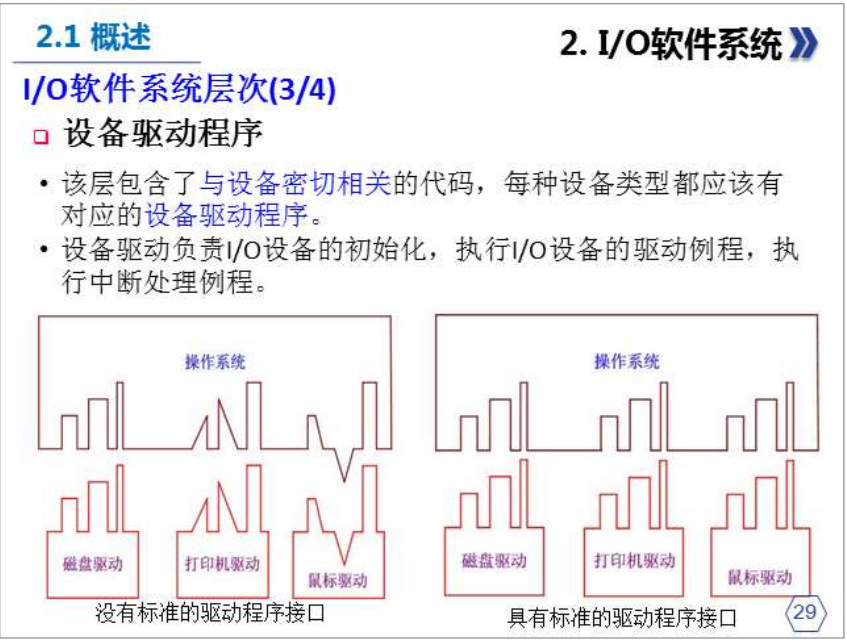 2.1 概述
2. I/O软件系统
I/O软件系统层次(3/4)
设备驱动程序
• 该层包含了与设备密切相关的代码，每种设备类型都应该有
对应的设备驱动程序。
• 设备驱动负责I/O设备的初始化，执行I/O设备的驱动例程，执
行中断处理例程。
操作系统
操作系统
磁盘驱动
打印机驱动
鼠标驱动
磁盘驱动
打印机驱动
鼠标驱动
没有标准的驱动程序接口
具有标准的驱动程序接口
29